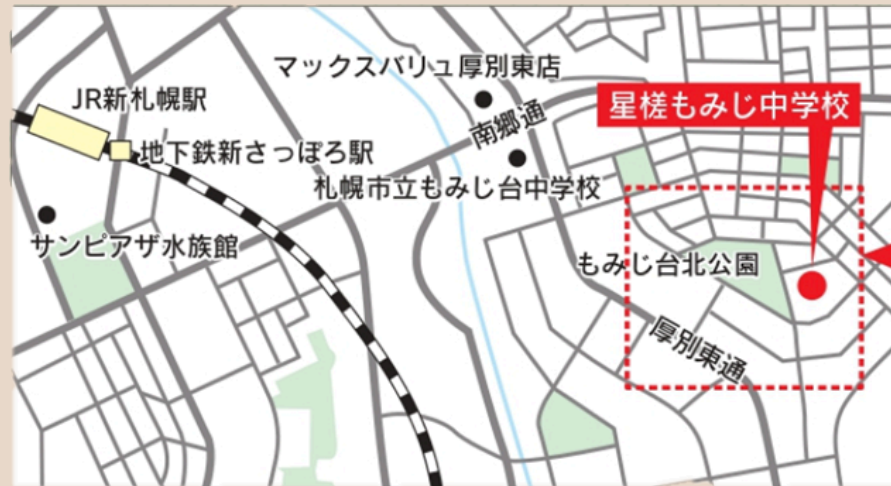 マックスバリュ厚別東店
JR新札幌駅
星槎もみじ中学校
南郷通
地下鉄新さっぽろ駅
札幌市立もみじ台中学校
サンピアザ水族館
もみじ台北公園
厚別東通